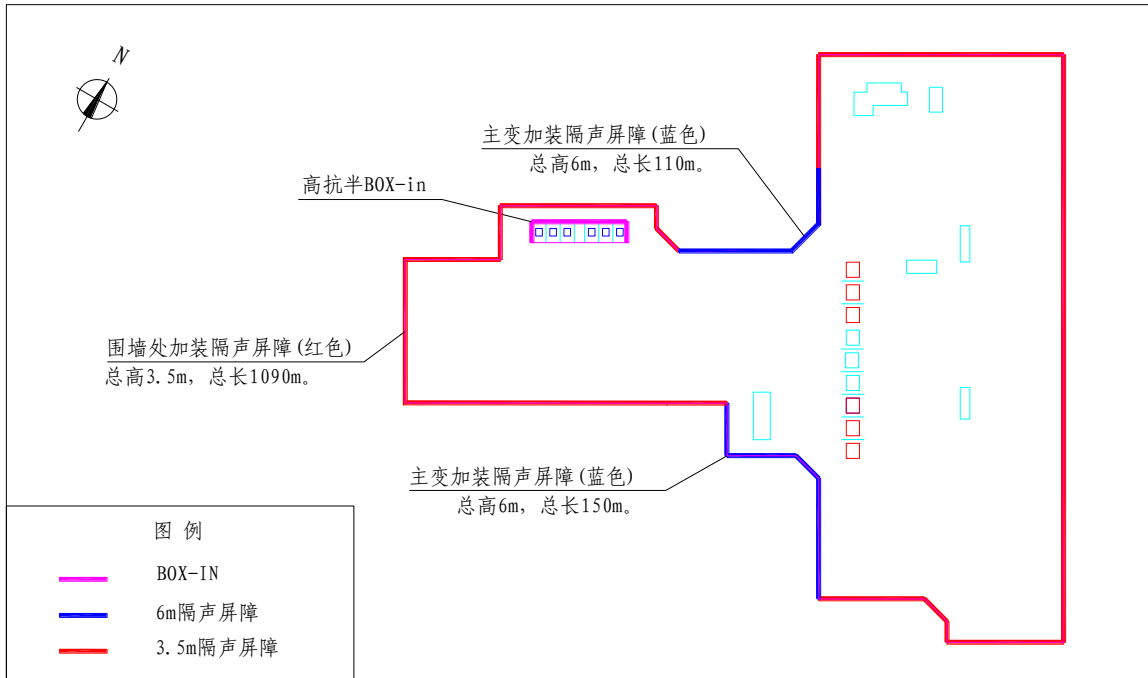 N
主变加装隔声屏障(蓝色)
总高6m，总长110m。
高抗半BOX-in
围墙处加装隔声屏障(红色)
总高3.5m，总长1090m。
主变加装隔声屏障(蓝色)
总高6m，总长150m。
图 例
BOX-IN
6m隔声屏障
3.5m隔声屏障